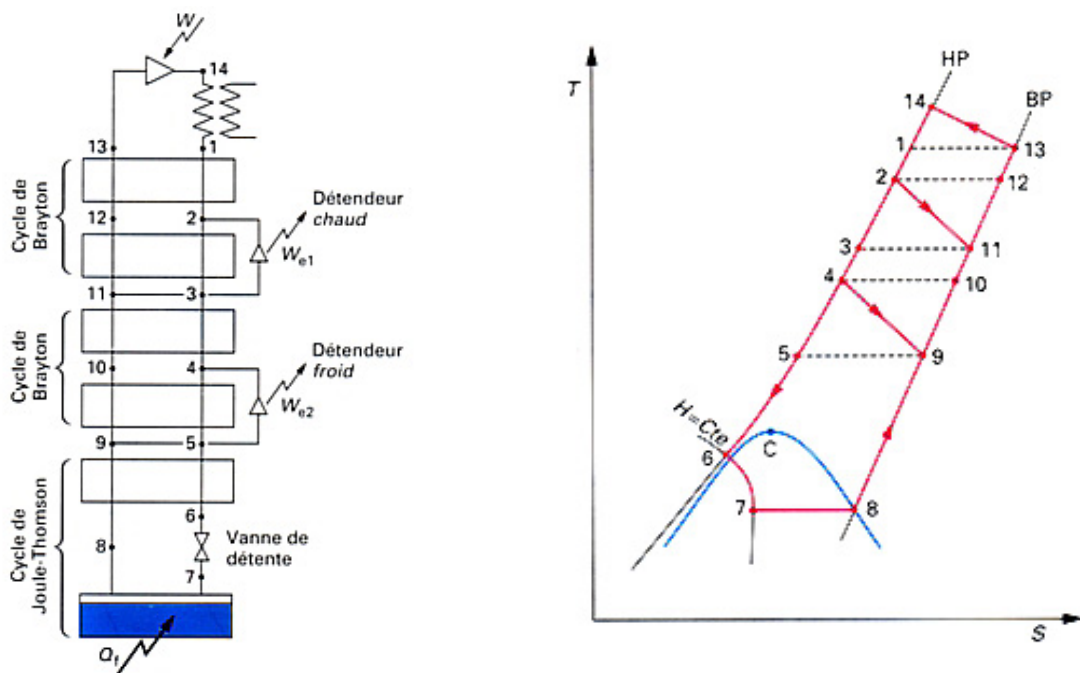 W
14
13
1
Cycle de
Brayton
12
2
Détendeur
chaud
We1
11
3
Cycle de
Brayton
10
4
Détendeur
froid
We2
9
5
Cycle de
Joule-Thomson
6
8
Vanne de
détente
7
Qf
T
HP
BP
14
1
13
2
12
3
11
4
10
5
9
H=Cte
C
6
7
8
S